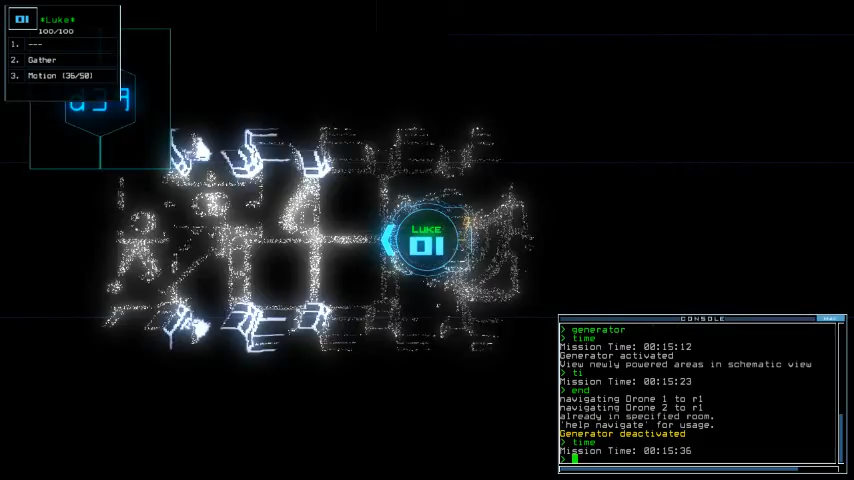 01 *Luke*
100/100
1. ---
2. Gather
3. Motion (36/50)
d39
Luke
01
CONSOLE
> generator
> time
Mission Time: 00:15:12
Generator activated
View newly powered areas in schematic view
> ti
Mission Time: 00:15:23
> end
navigating Drone 1 to r1
navigating Drone 2 to r1
already in specified room.
'help navigate' for usage.
Generator deactivated
> time
Mission Time: 00:15:36
>